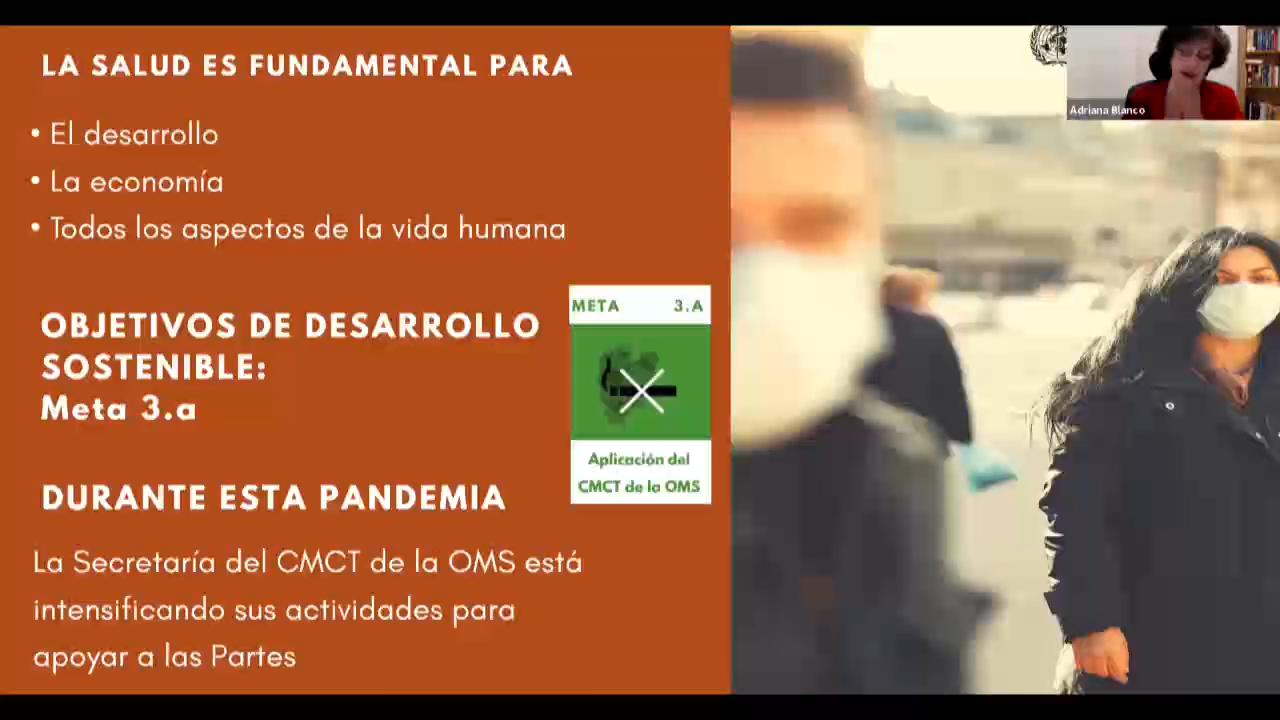 LA SALUD ES FUNDAMENTAL PARA
• El desarrollo
• La economía
• Todos los aspectos de la vida humana
OBJETIVOS DE DESARROLLO
SOSTENIBLE:
Meta 3.a
META 3.A
Aplicación del
CMCT de la OMS
DURANTE ESTA PANDEMIA
La Secretaría del CMCT de la OMS está
intensificando sus actividades para
apoyar a las Partes
Adriana Blanco